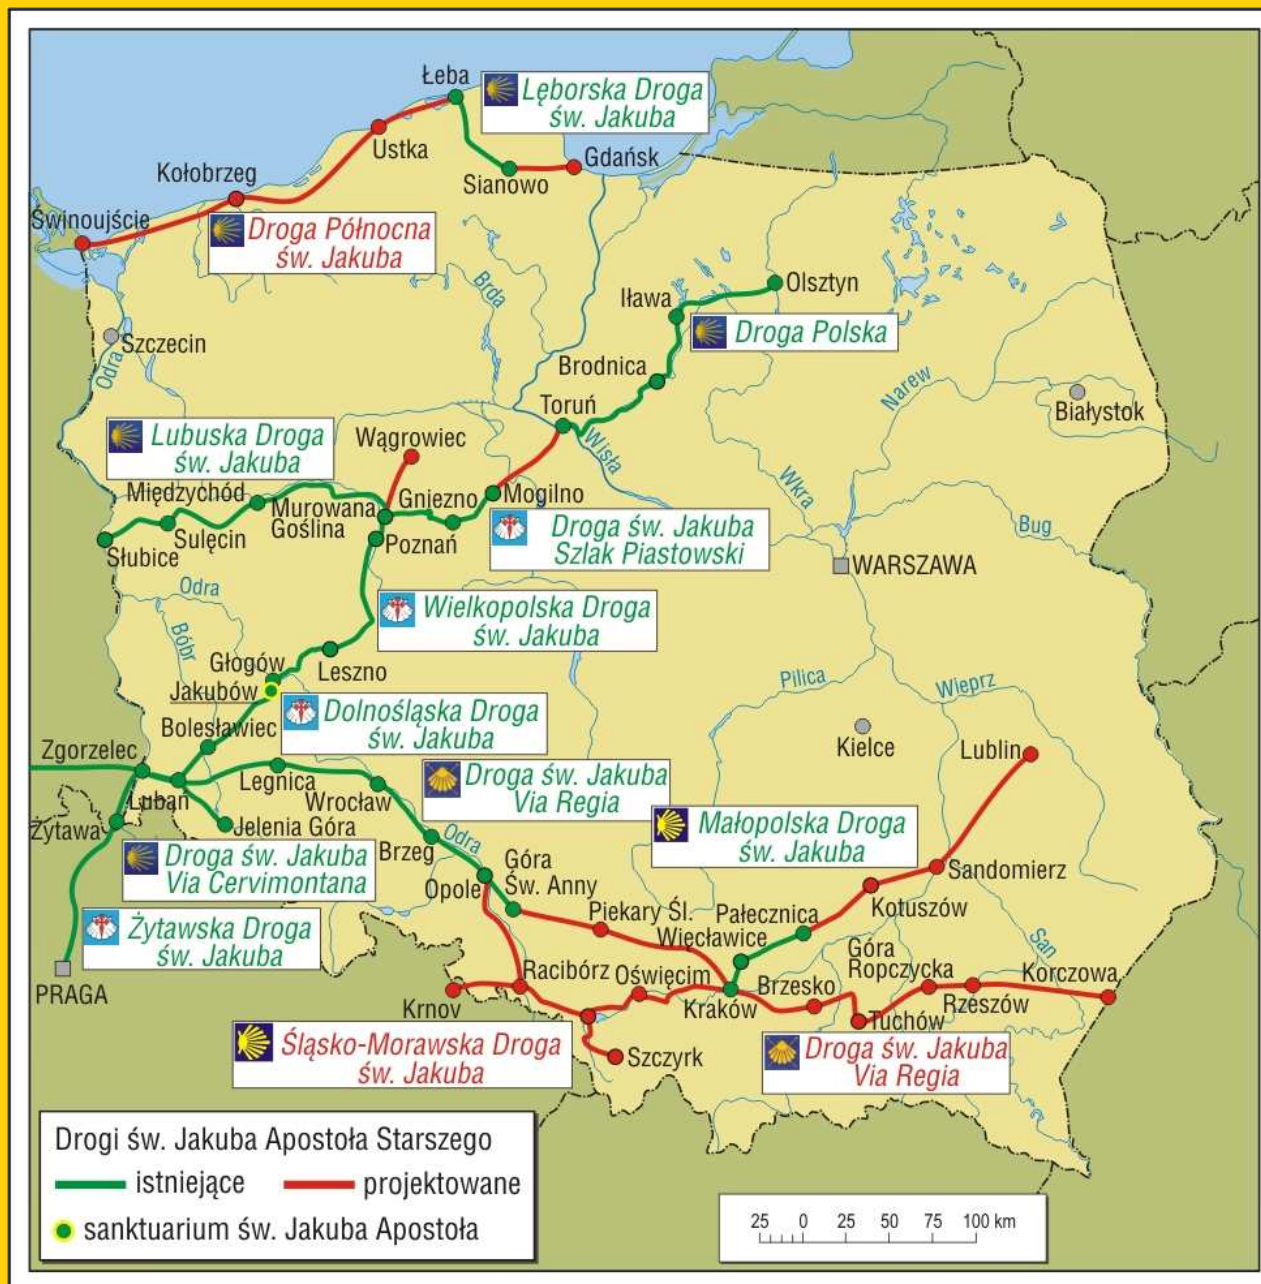 Łeba
Lęborska Droga
św. Jakuba
Ustka
Gdańsk
Sianowo
Kołobrzeg
Świnoujście
Droga Północna
św. Jakuba
Brda
Olsztyn
Iława
Droga Polska
Szczecin
Odra
Brodnica
Narew
Białystok
Toruń
Wisła
Lubuska Droga
św. Jakuba
Wągrowiec
Międzychód
Murowana
Goślina
Gniezno
Mogilno
Wkra
Bug
Słubice
Sulęcin
Poznań
Droga św. Jakuba
Szlak Piastowski
WARSZAWA
Odra
Bóbr
Wielkopolska Droga
św. Jakuba
Głogów
Leszno
Jakubów
Pilica
Wieprz
Dolnośląska Droga
św. Jakuba
Bolesławiec
Kielce
Lublin
Zgorzelec
Lubań
Legnica
Wrocław
Droga św. Jakuba
Via Regia
Żytawa
Jelenia Góra
Małopolska Droga
św. Jakuba
Droga św. Jakuba
Via Cervimontana
Brzeg
Odra
Opole
Góra
Św. Anny
Sandomierz
Kotuszów
Piekary Śl.
Pałecznica
Więcławice
Żytawska Droga
św. Jakuba
PRAGA
San
Góra
Ropczycka
Korczowa
Racibórz
Oświęcim
Brzesko
Krnov
Kraków
Rzeszów
Tuchów
Śląsko-Morawska Droga
św. Jakuba
Szczyrk
Droga św. Jakuba
Via Regia
Drogi św. Jakuba Apostoła Starszego
istniejące projektowane
sanktuarium św. Jakuba Apostoła
25 0 25 50 75 100 km